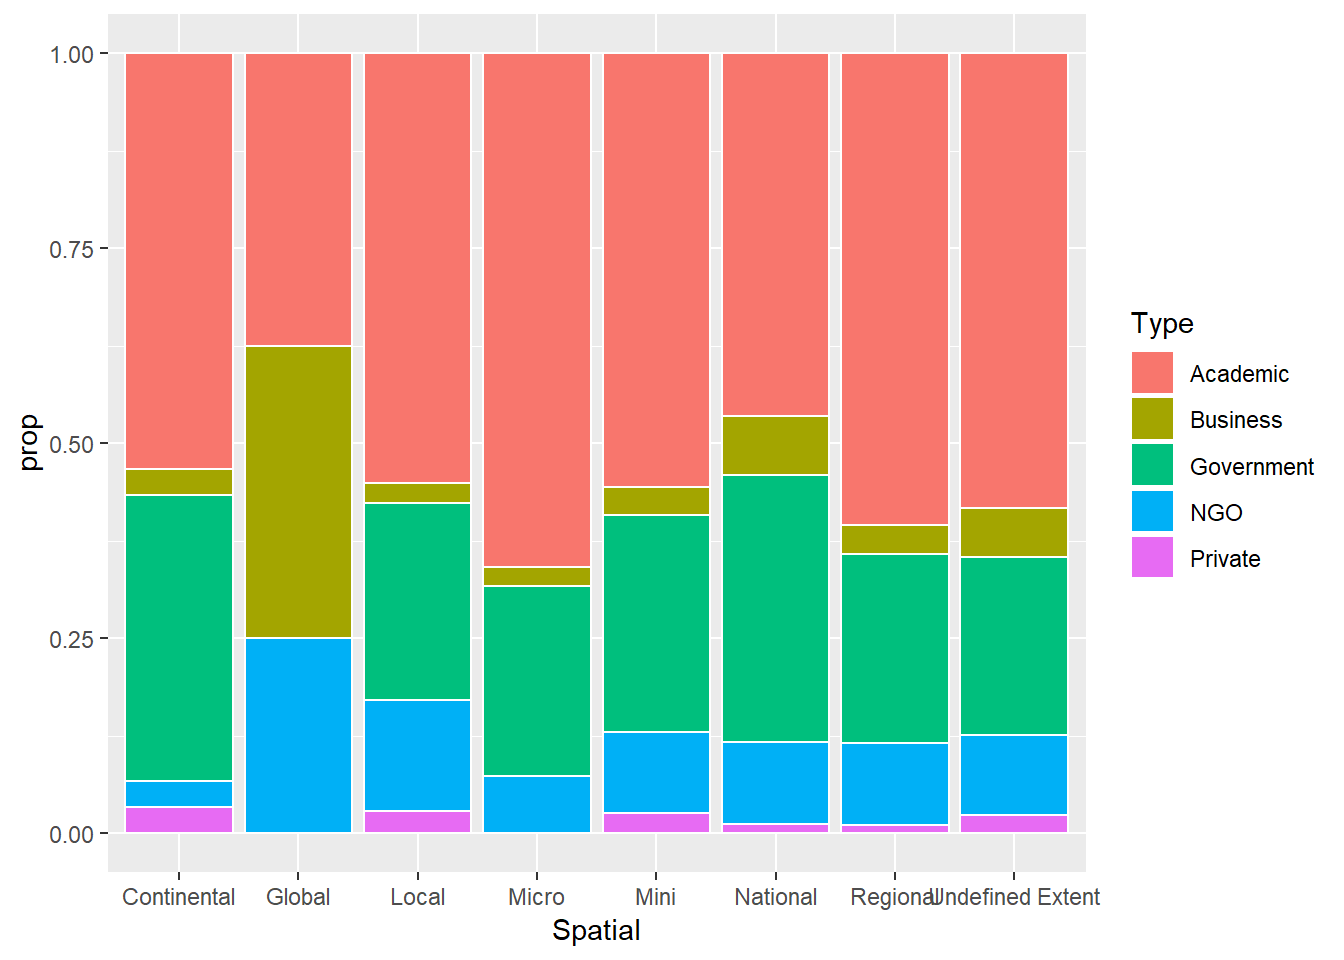 1.00
0.75
0.50
0.25
0.00
prop
Continental Global Local Micro Mini National Regional Undefined Extent
Spatial
Type
Academic
Business
Government
NGO
Private